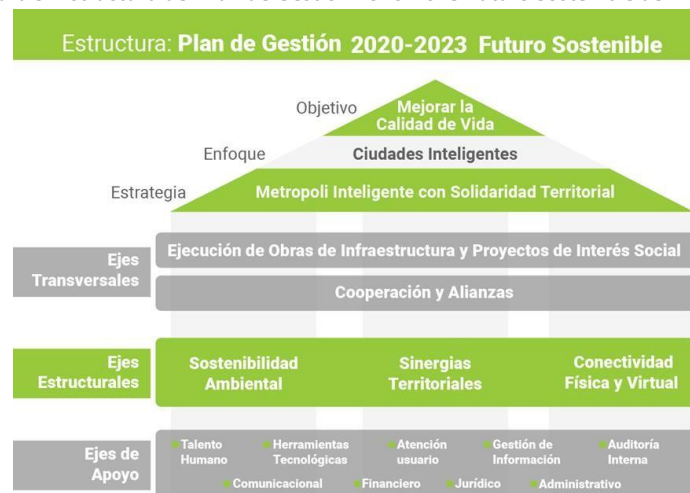 Estructura: Plan de Gestión 2020-2023 Futuro Sostenible
Objetivo
Mejorar la
Calidad de Vida
Enfoque
Ciudades Inteligentes
Estrategia
Metropoli Inteligente con Solidaridad Territorial
Ejes
Transversales
Ejecución de Obras de Infraestructura y Proyectos de Interés Social
Cooperación y Alianzas
Ejes
Estructurales
Sostenibilidad
Ambiental
Sinergias
Territoriales
Conectividad
Física y Virtual
Ejes de
Apoyo
Talento
Humano
Herramientas
Tecnológicas
Atención
usuario
Gestión de
Información
Auditoría
Interna
Comunicacional
Financiero
Jurídico
Administrativo